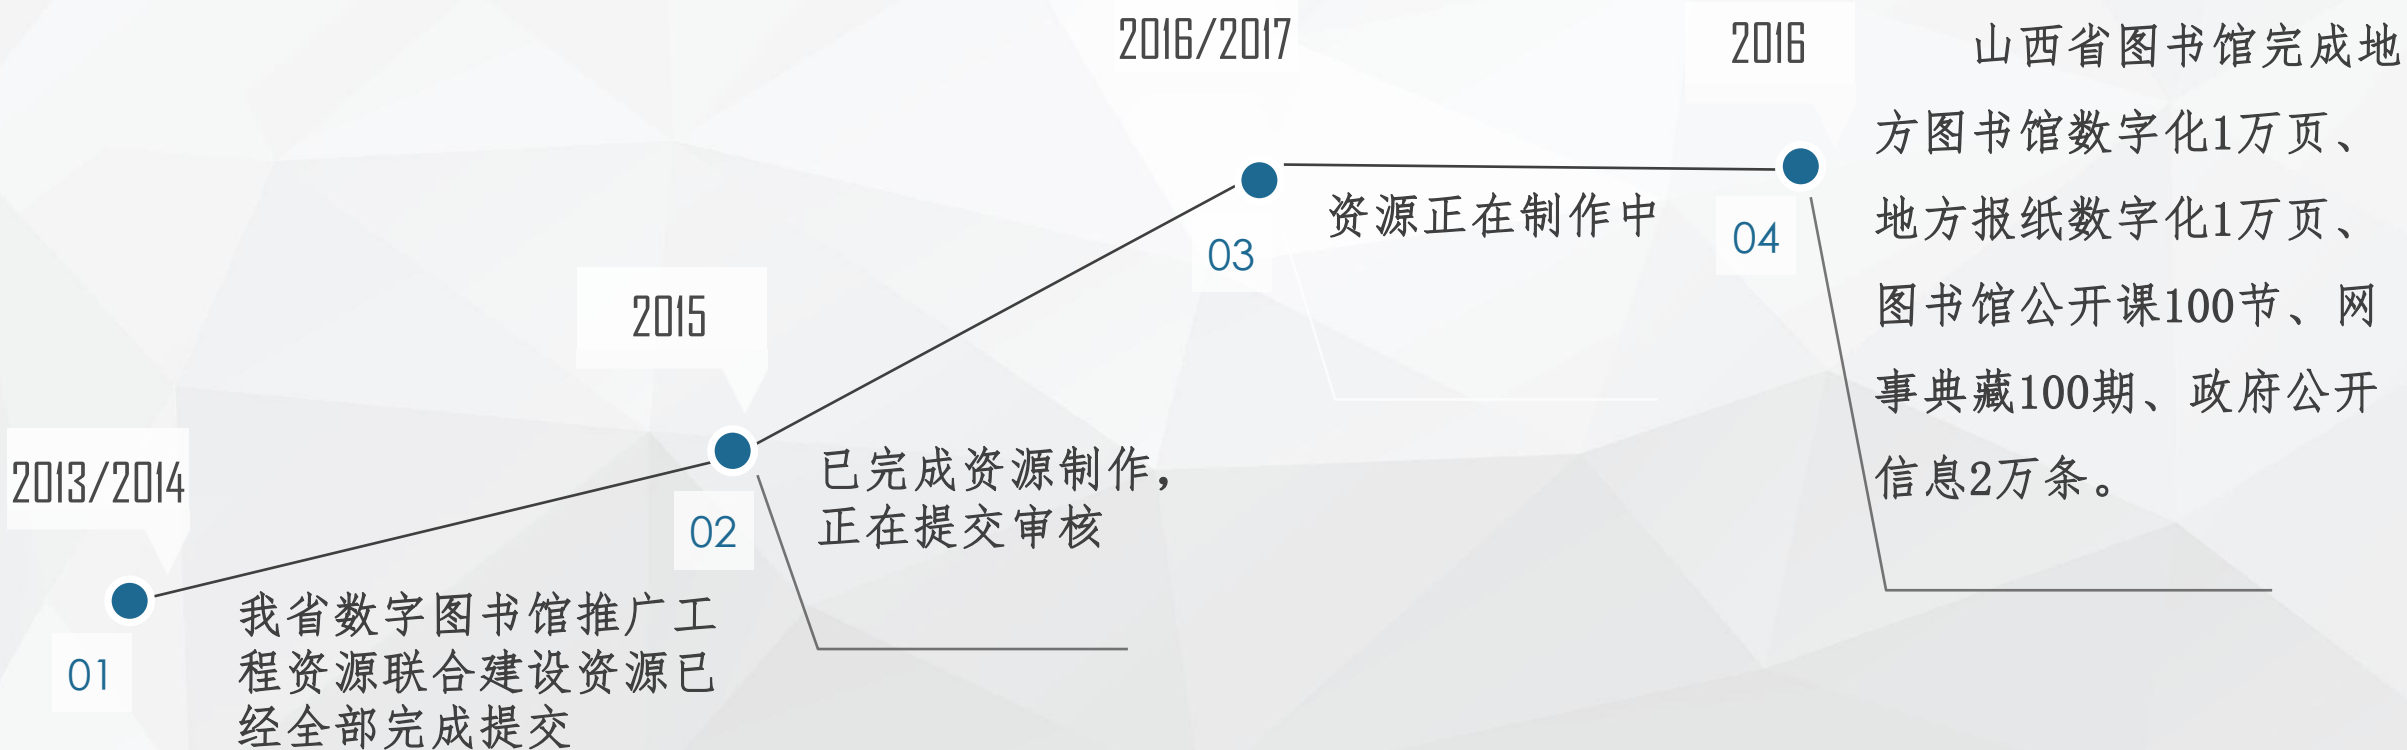 2013/2014
01
我省数字图书馆推广工
程资源联合建设资源已
经全部完成提交
2015
02
已完成资源制作，
正在提交审核
2016/2017
03
资源正在制作中
2016
04
山西省图书馆完成地
方图书馆数字化1万页、
地方报纸数字化1万页、
图书馆公开课100节、网
事典藏100期、政府公开
信息2万条。